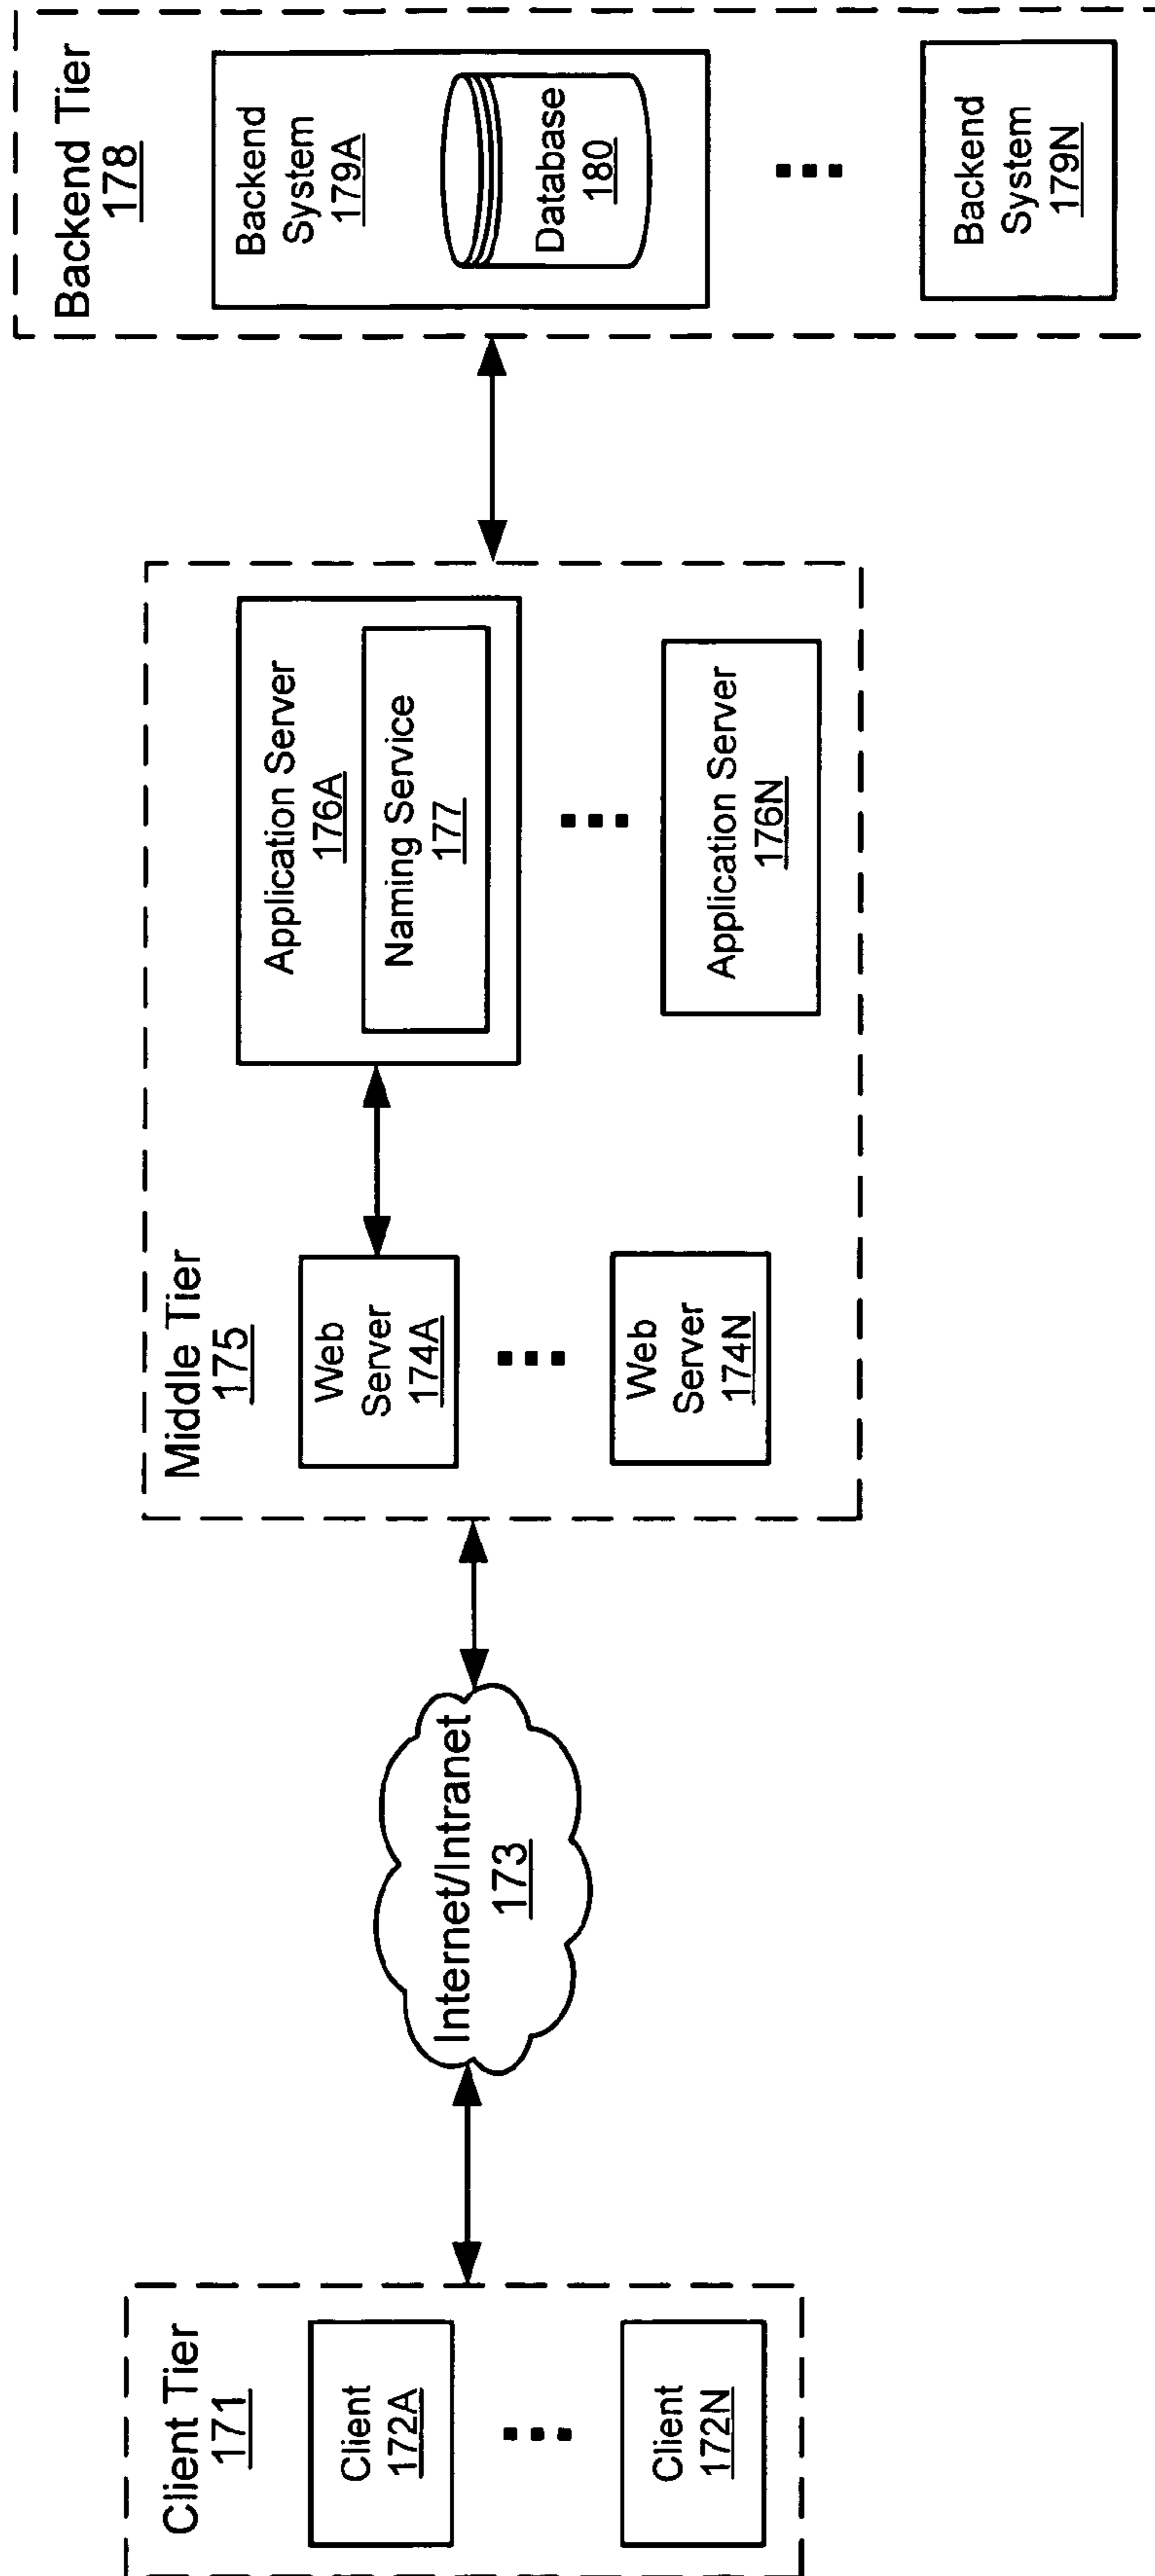 Client Tier
171
Client
172A
Client
172N
Internet/Intranet
173
Middle Tier
175
Web
Server
174A
Web
Server
174N
Application Server
176A
Naming Service
177
Application Server
176N
Backend Tier
178
Backend
System
179A
Database
180
Backend
System
179N